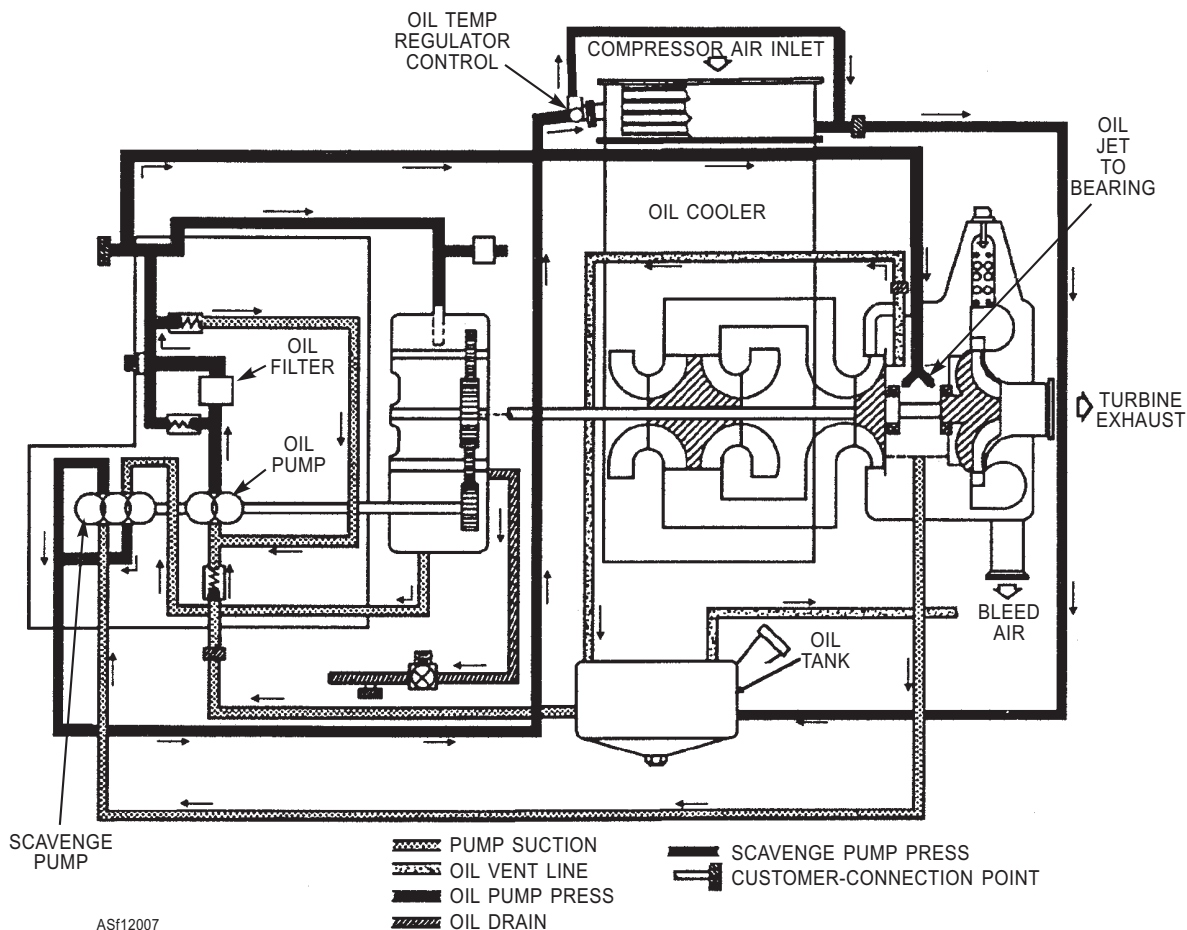 OIL TEMP
REGULATOR
CONTROL
COMPRESSOR AIR INLET
OIL
JET
TO
BEARING
OIL COOLER
OIL
FILTER
OIL
PUMP
TURBINE
EXHAUST
BLEED
AIR
OIL
TANK
SCAVENGE
PUMP
PUMP SUCTION
OIL VENT LINE
OIL PUMP PRESS
OIL DRAIN
SCAVENGE PUMP PRESS
CUSTOMER-CONNECTION POINT
ASf12007